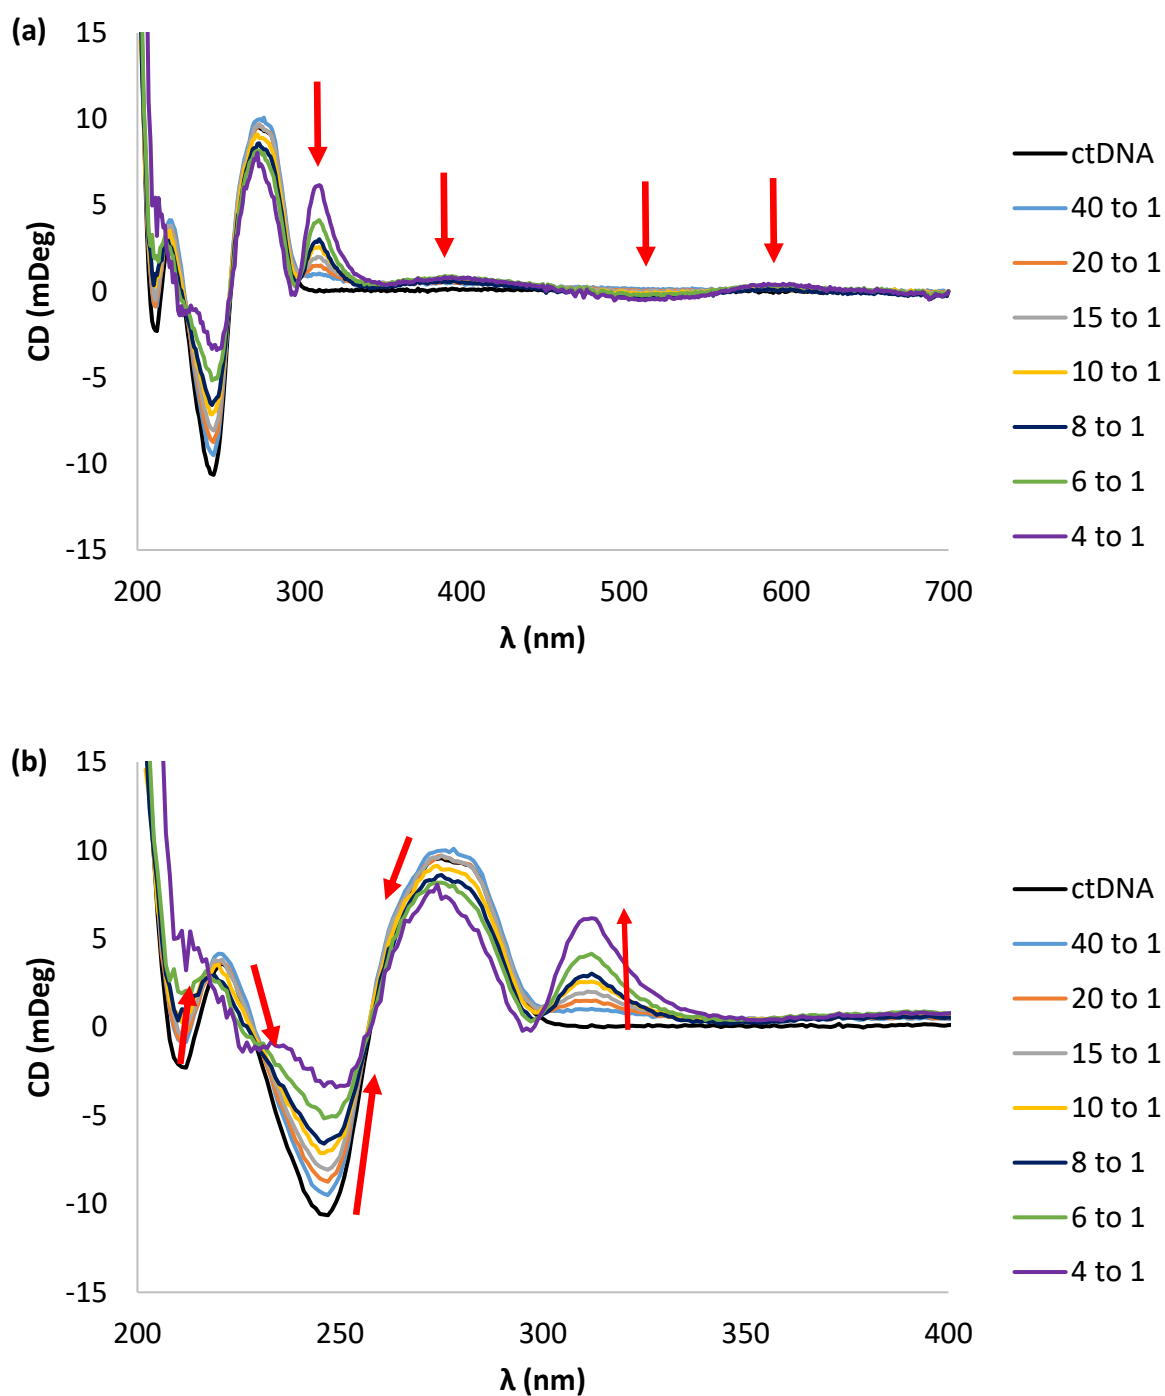 (a)
15
10
5
0
-5
-10
-15
CD (mDeg)
200 300 400 500 600 700
λ (nm)
ctDNA
40 to 1
20 to 1
15 to 1
10 to 1
8 to 1
6 to 1
4 to 1
(b)
15
10
5
0
-5
-10
-15
CD (mDeg)
200 250 300 350 400
λ (nm)
ctDNA
40 to 1
20 to 1
15 to 1
10 to 1
8 to 1
6 to 1
4 to 1